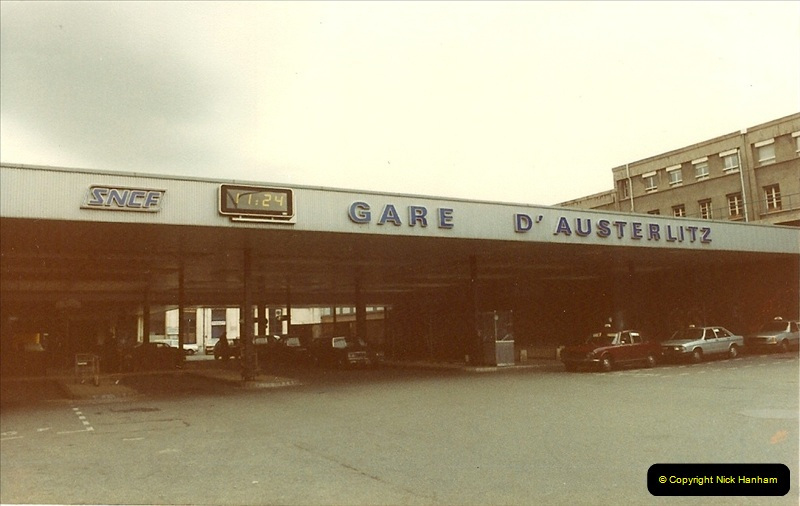 SNCF 11:24 GARE D'AUSTERLITZ
© Copyright Nick Hanham